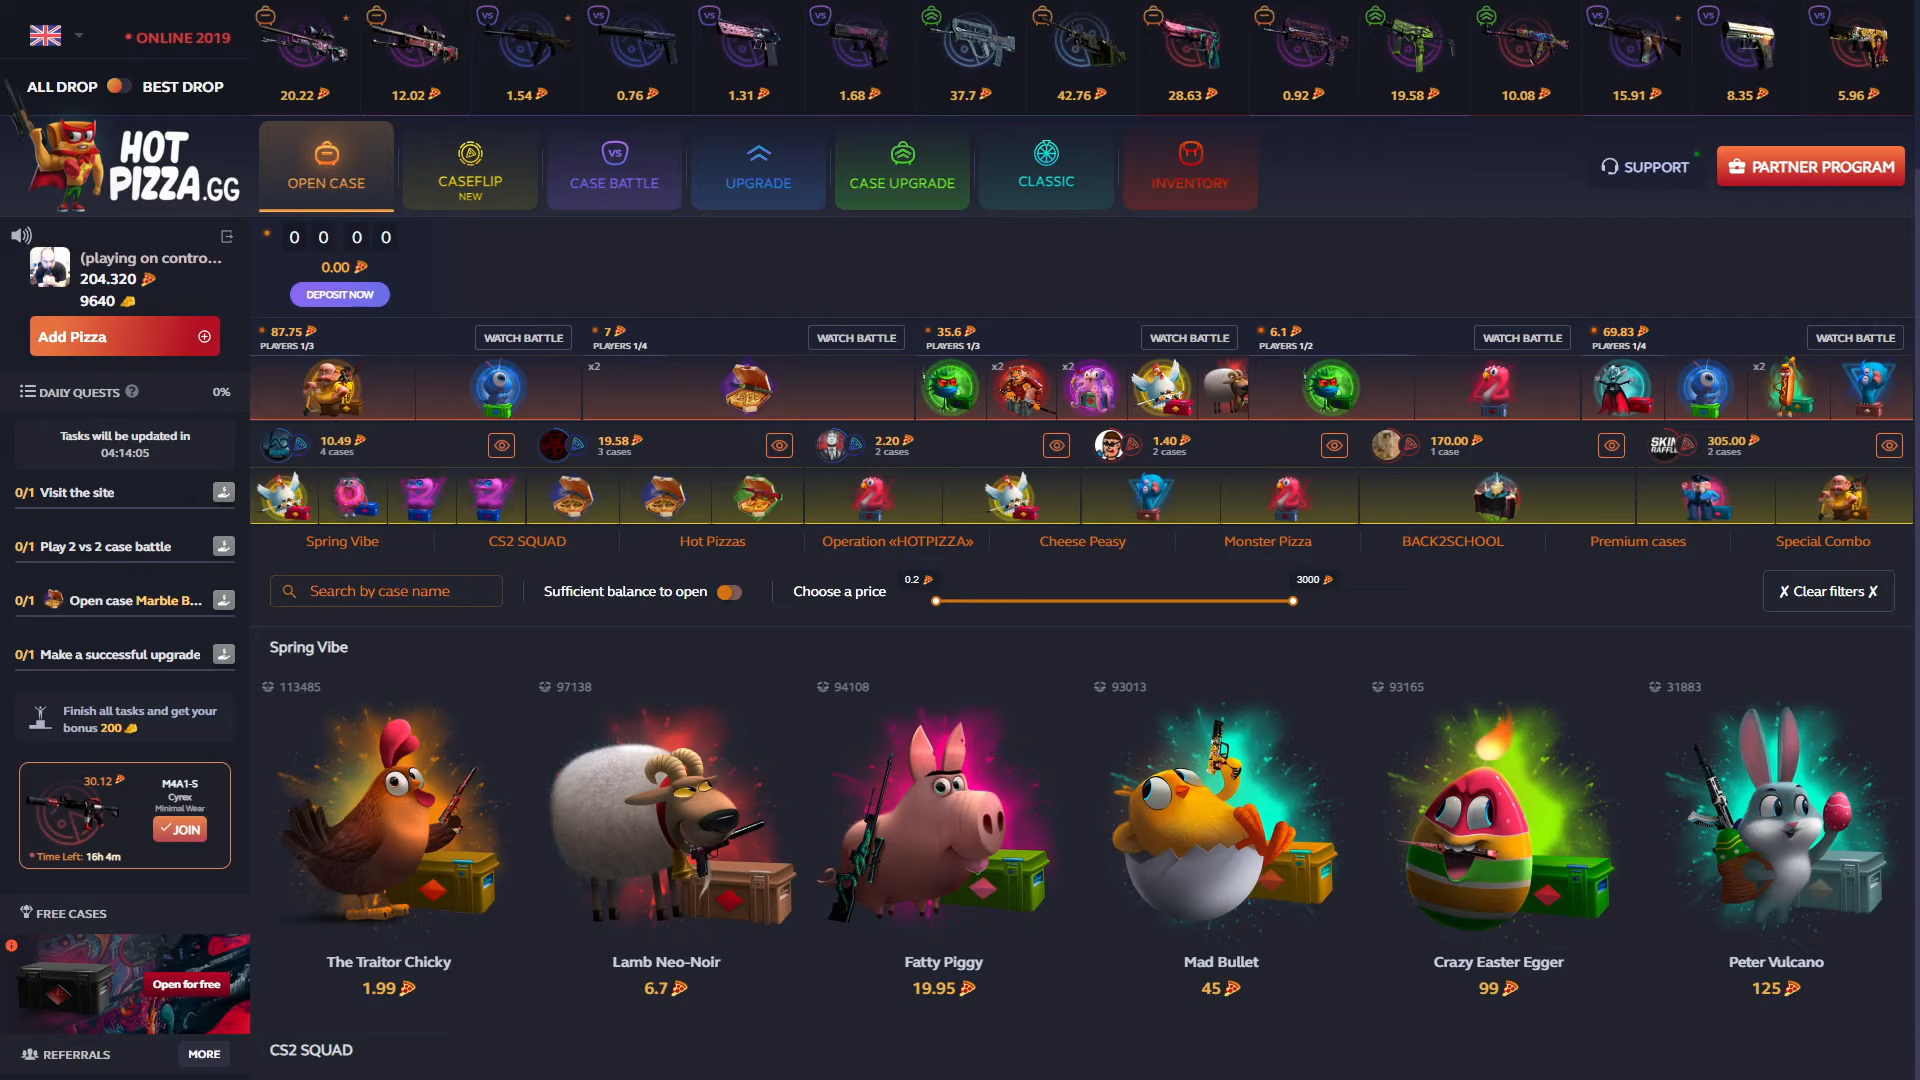 ONLINE 2019
ALL DROP BEST DROP
20.22 12.02 1.54 0.76 1.31 1.68 37.7 42.76 28.63 0.92 19.58 10.08 15.91 8.35 5.96
HOT PIZZA.GG
OPEN CASE
CASEFLIP
NEW
VS
CASE BATTLE
UPGRADE
CASE UPGRADE
CLASSIC
INVENTORY
SUPPORT
PARTNER PROGRAM
(playing on contro...
204.320
9640
Add Pizza
0 0 0 0
0.00
DEPOSIT NOW
87.75
PLAYERS 1/3
WATCH BATTLE
7
PLAYERS 1/4
WATCH BATTLE
35.6
PLAYERS 1/3
WATCH BATTLE
6.1
PLAYERS 1/2
WATCH BATTLE
69.83
PLAYERS 1/4
WATCH BATTLE
x2 x2 x2 x2
10.49
4 cases
19.58
3 cases
2.20
2 cases
1.40
2 cases
170.00
1 case
SKIN RAFFLE
305.00
2 cases
DAILY QUESTS ? 0%
Tasks will be updated in
04:14:05
0/1 Visit the site
0/1 Play 2 vs 2 case battle
0/1 Open case Marble B...
0/1 Make a successful upgrade
Finish all tasks and get your
bonus 200
30.12
M4A1-S
Cyrex
Minimal Wear
JOIN
Time Left: 16h 4m
FREE CASES
Open for free
REFERRALS
MORE
Spring Vibe CS2 SQUAD Hot Pizzas Operation «HOTPIZZA» Cheese Peasy Monster Pizza BACK2SCHOOL Premium cases Special Combo
Search by case name
Sufficient balance to open
Choose a price
0.2
3000
✗ Clear filters ✗
Spring Vibe
113485 97138 94108 93013 93165 31883
The Traitor Chicky
1.99
Lamb Neo-Noir
6.7
Fatty Piggy
19.95
Mad Bullet
45
Crazy Easter Egger
99
Peter Vulcano
125
CS2 SQUAD